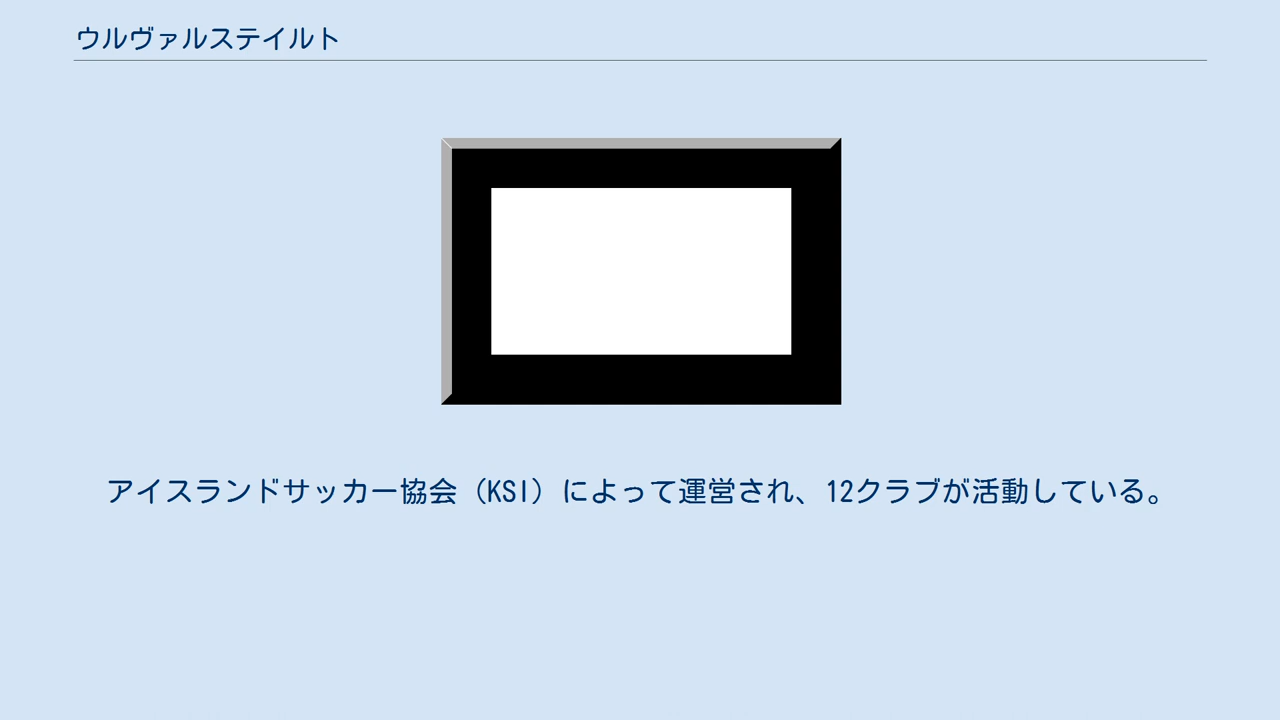 ウルヴァルステイルト
アイスランドサッカー協会（KSI）によって運営され、12クラブが活動している。